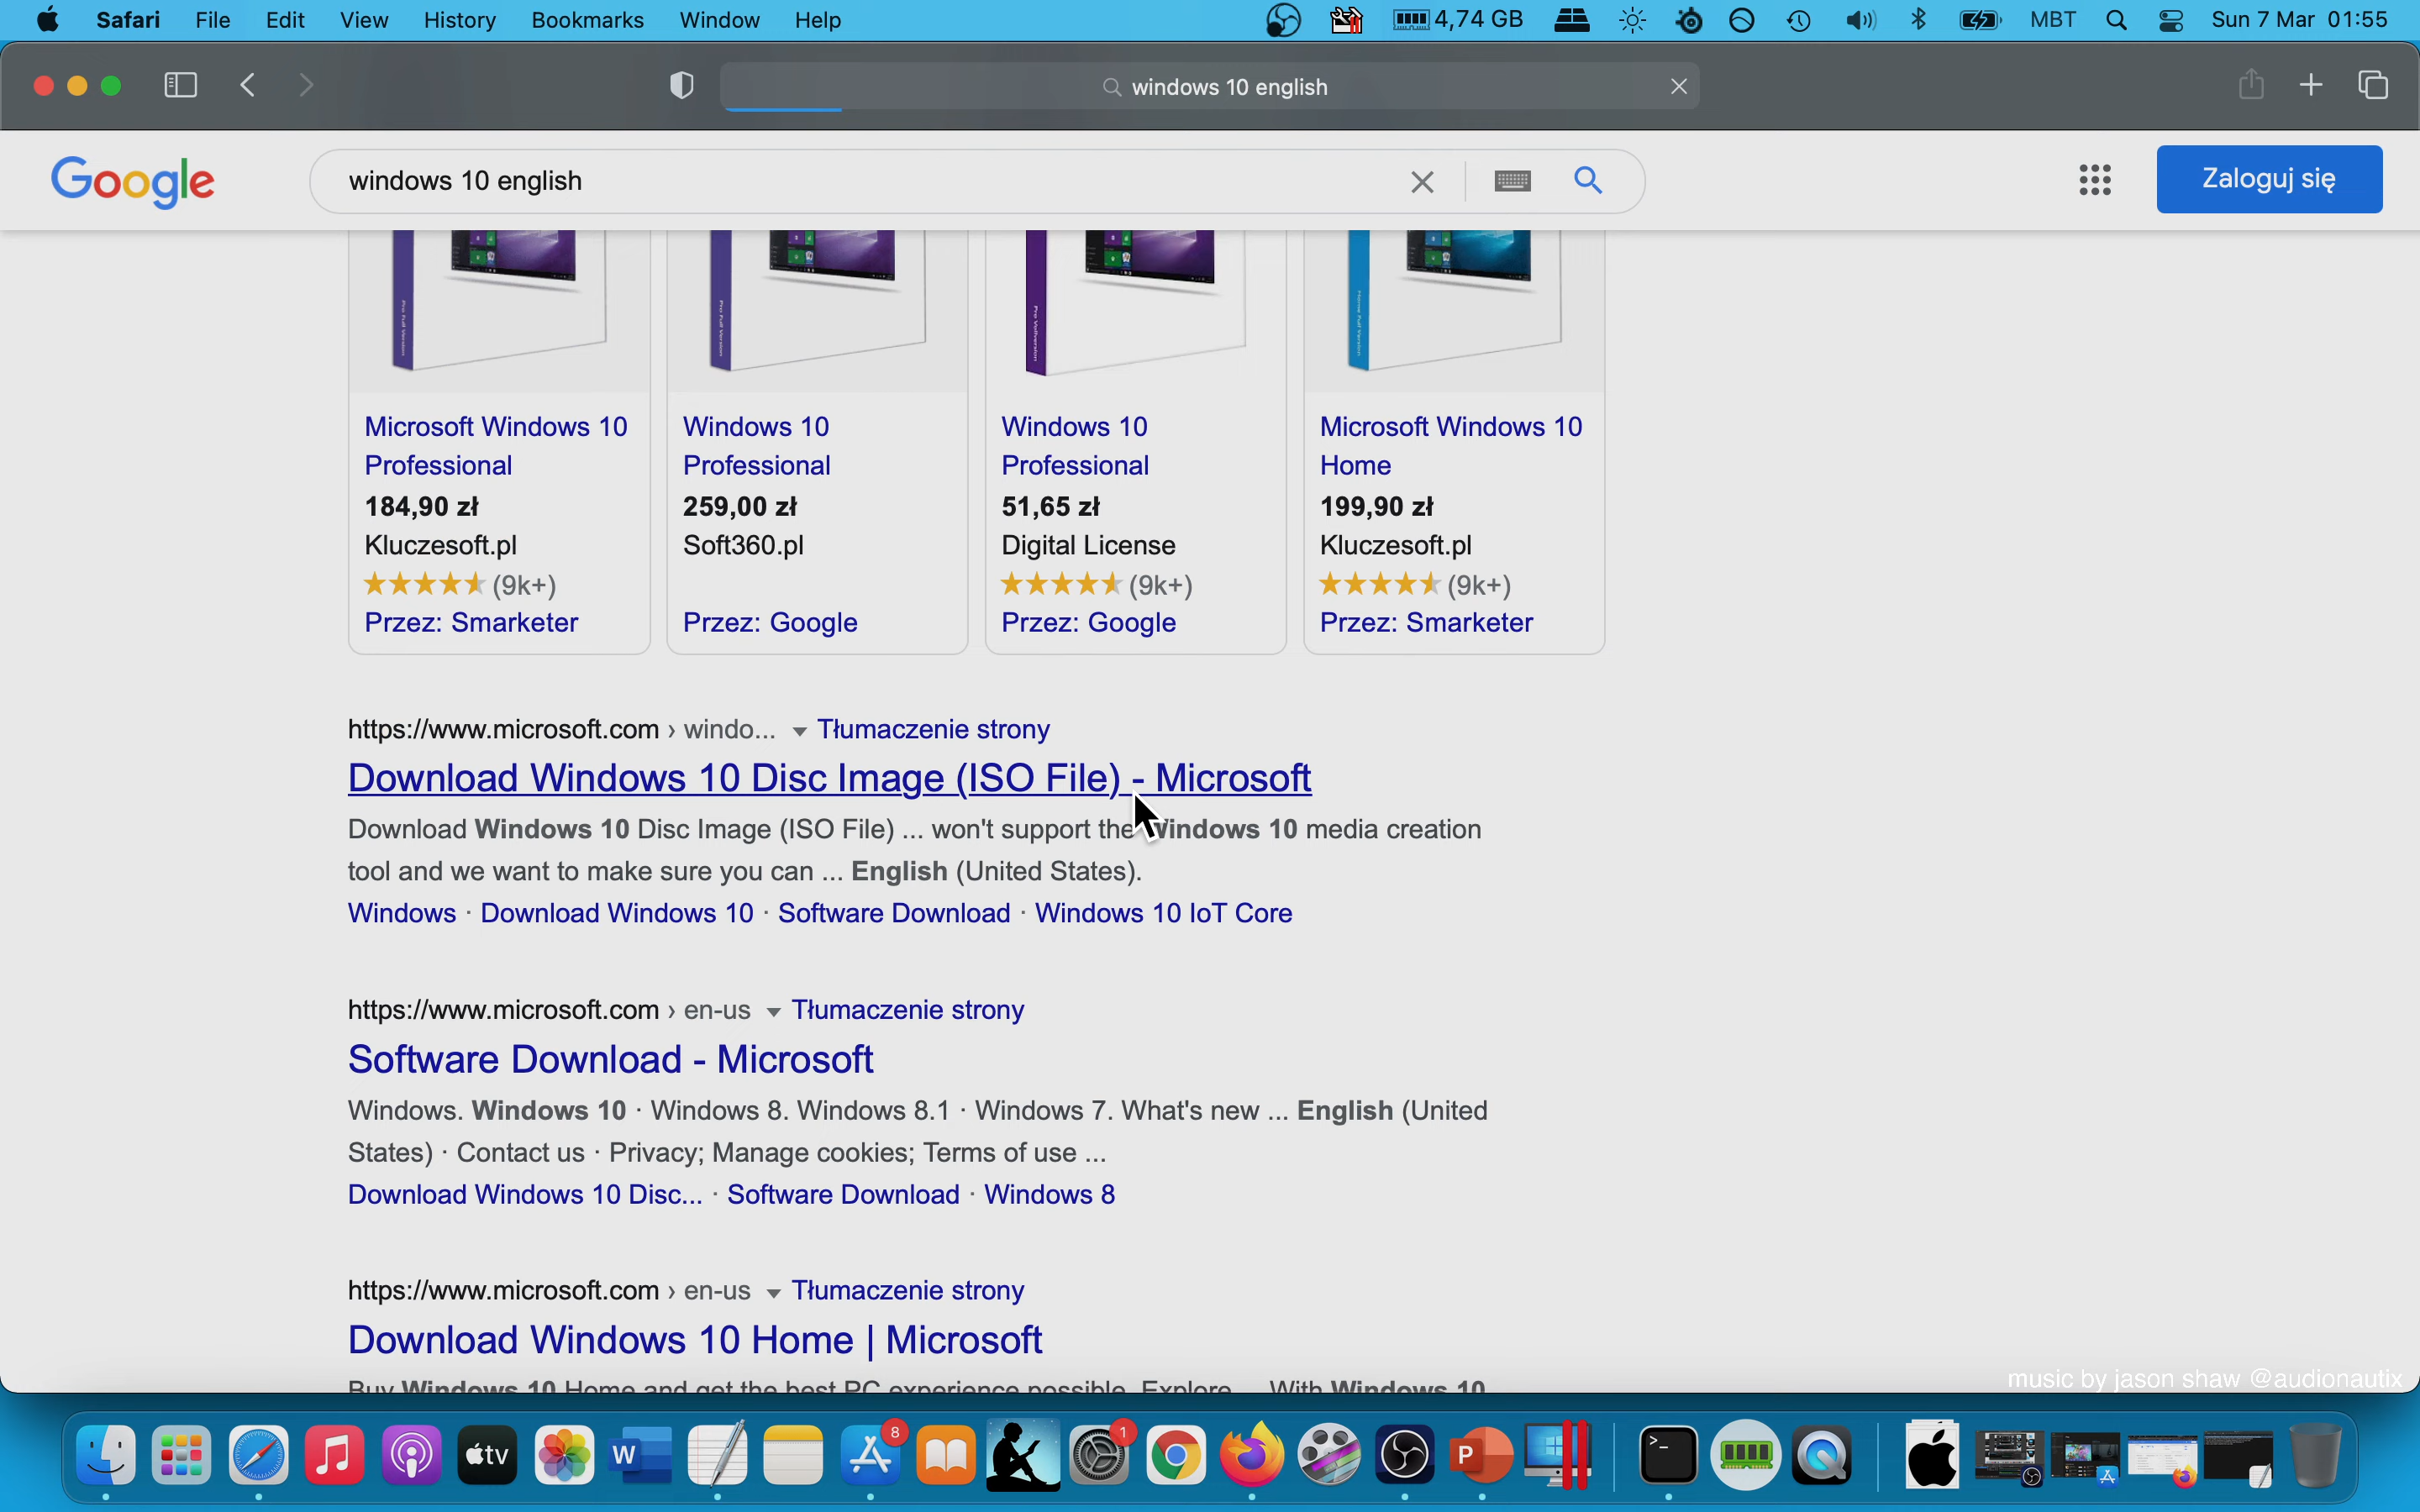 Safari File Edit View History Bookmarks Window Help 4,74 GB MBT Sun 7 Mar 01:55
windows 10 english
Google windows 10 english Zaloguj się
Microsoft Windows 10 Professional
184,90 zł
Kluczesoft.pl
(9k+)
Przez: Smarketer
Windows 10 Professional
259,00 zł
Soft360.pl
Przez: Google
Windows 10 Professional
51,65 zł
Digital License
(9k+)
Przez: Google
Microsoft Windows 10 Home
199,90 zł
Kluczesoft.pl
(9k+)
Przez: Smarketer
https://www.microsoft.com › windo... Tłumaczenie strony
Download Windows 10 Disc Image (ISO File) - Microsoft
Download Windows 10 Disc Image (ISO File) ... won't support the Windows 10 media creation
tool and we want to make sure you can ... English (United States).
Windows · Download Windows 10 · Software Download · Windows 10 IoT Core
https://www.microsoft.com › en-us Tłumaczenie strony
Software Download - Microsoft
Windows. Windows 10 · Windows 8. Windows 8.1 · Windows 7. What's new ... English (United
States) · Contact us · Privacy; Manage cookies; Terms of use ...
Download Windows 10 Disc... · Software Download · Windows 8
https://www.microsoft.com › en-us Tłumaczenie strony
Download Windows 10 Home | Microsoft
Buy Windows 10 Home and get the best PC experience possible. Explore ... With Windows 10
music by jason shaw @audionautix
tv W 8 1 P